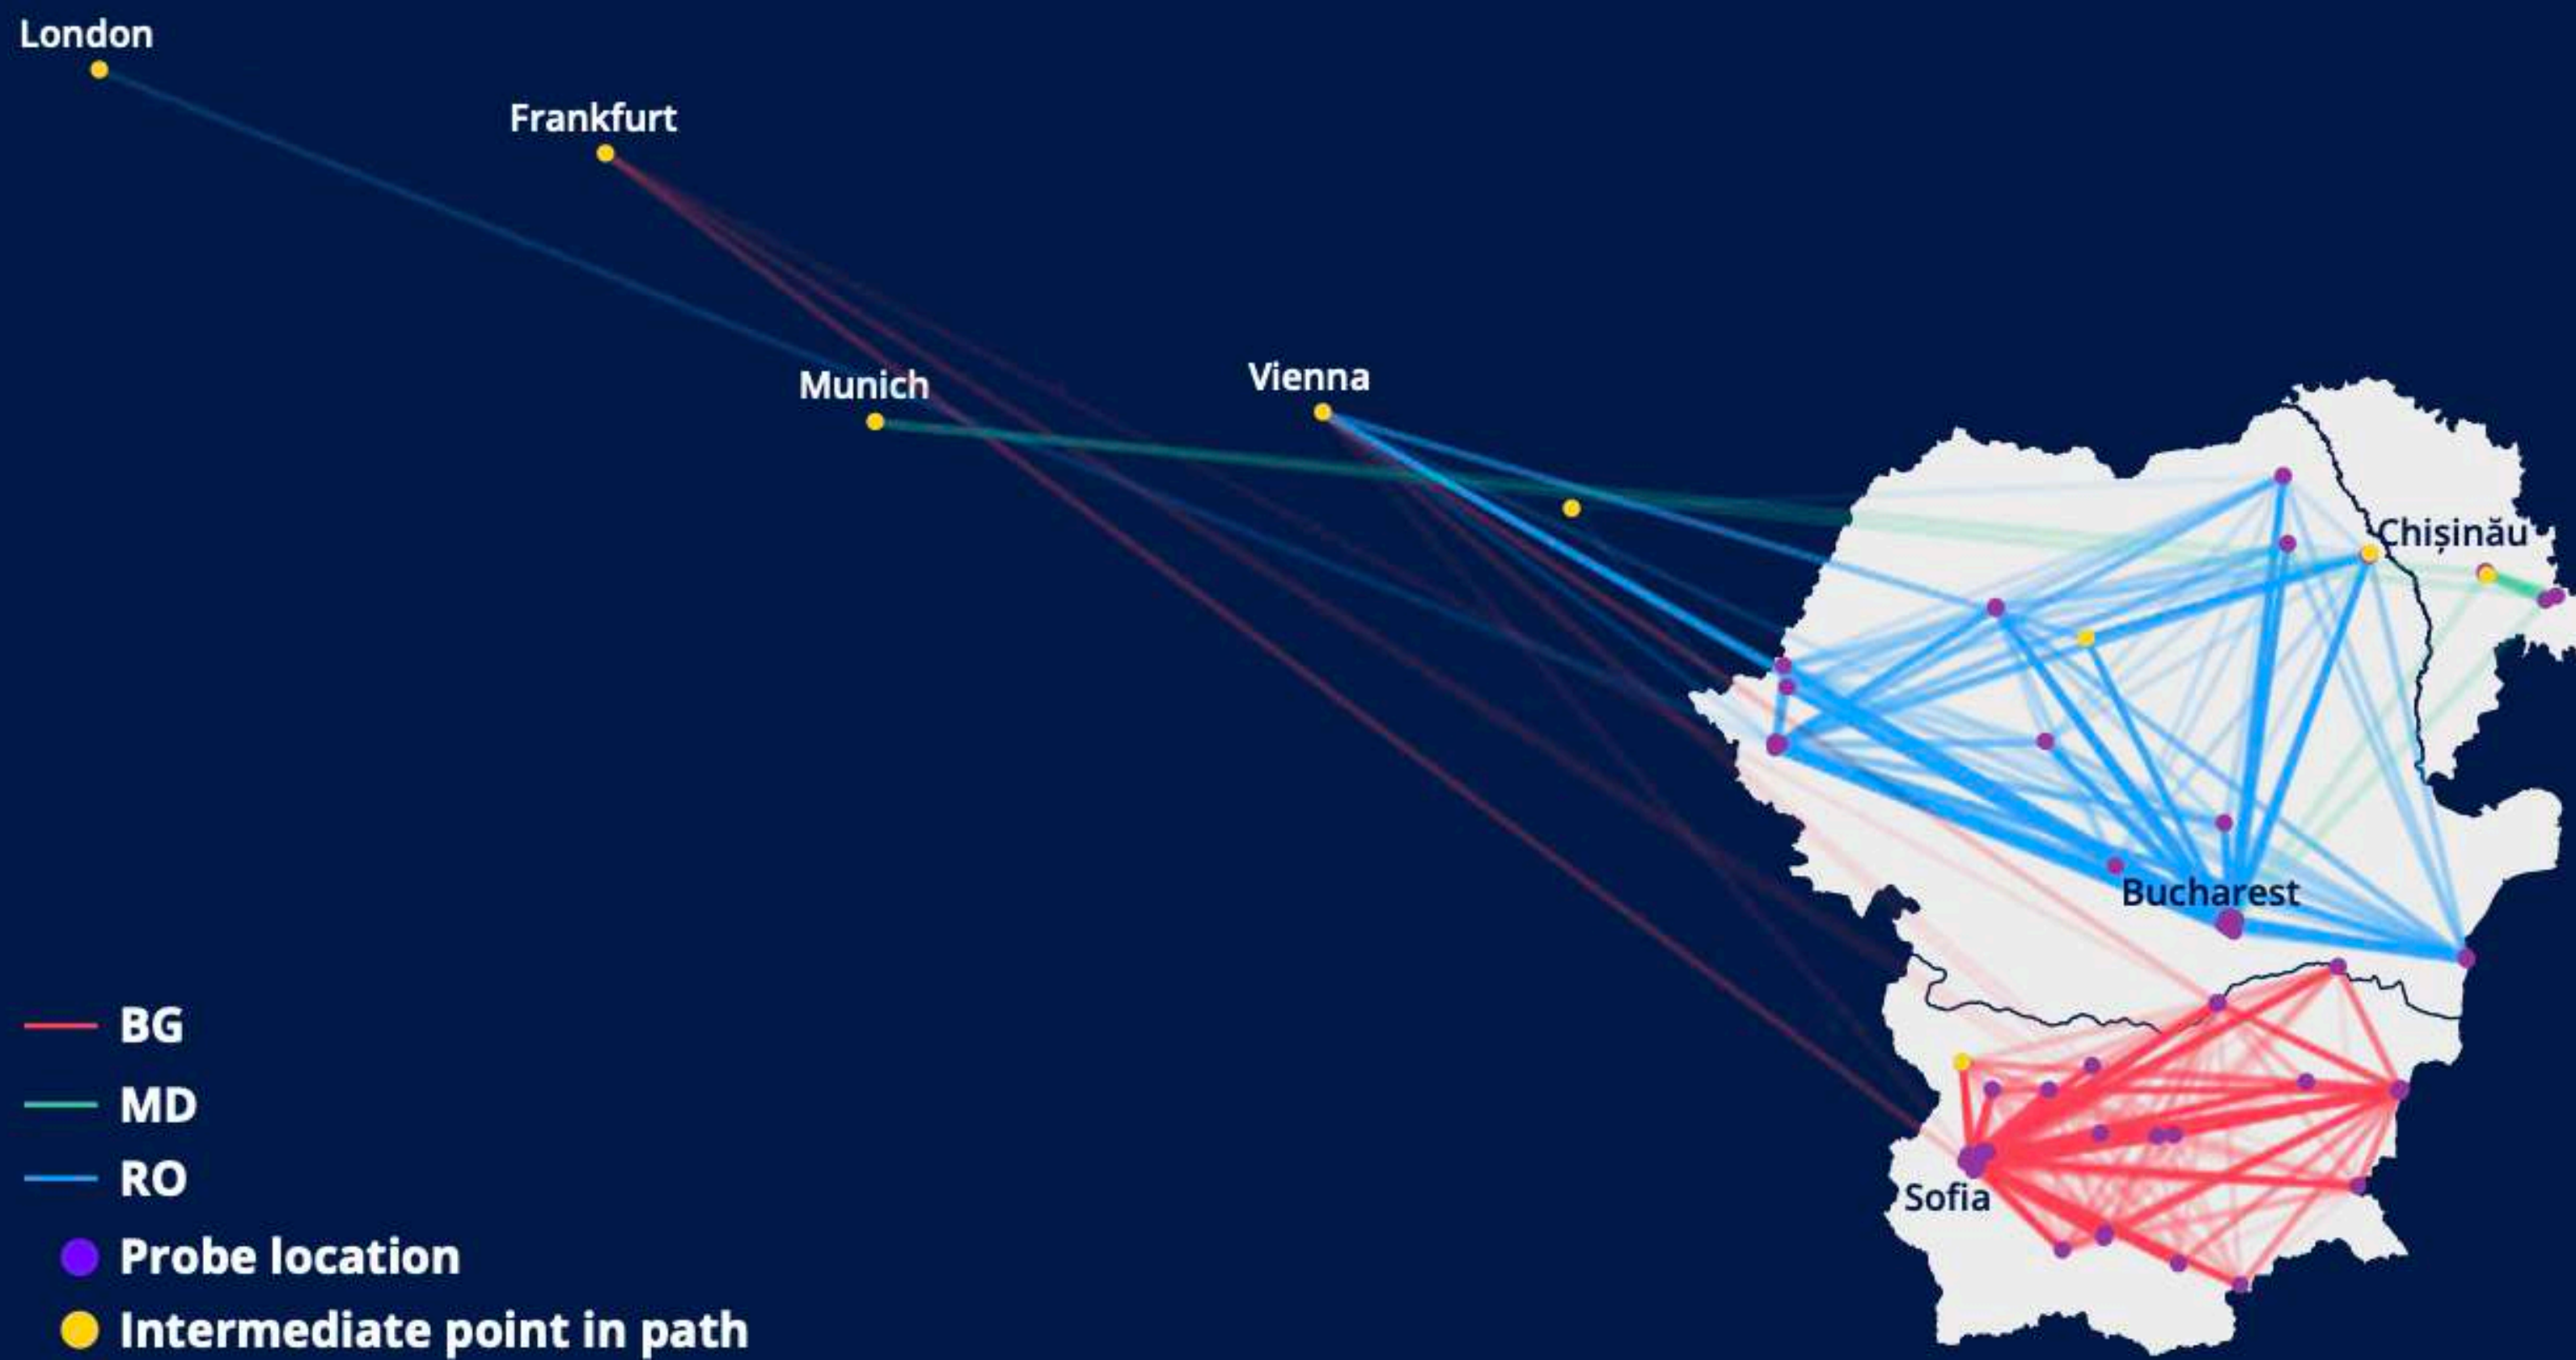 London
Frankfurt
Munich
Vienna
Chișinău
Bucharest
Sofia
BG
MD
RO
Probe location
Intermediate point in path